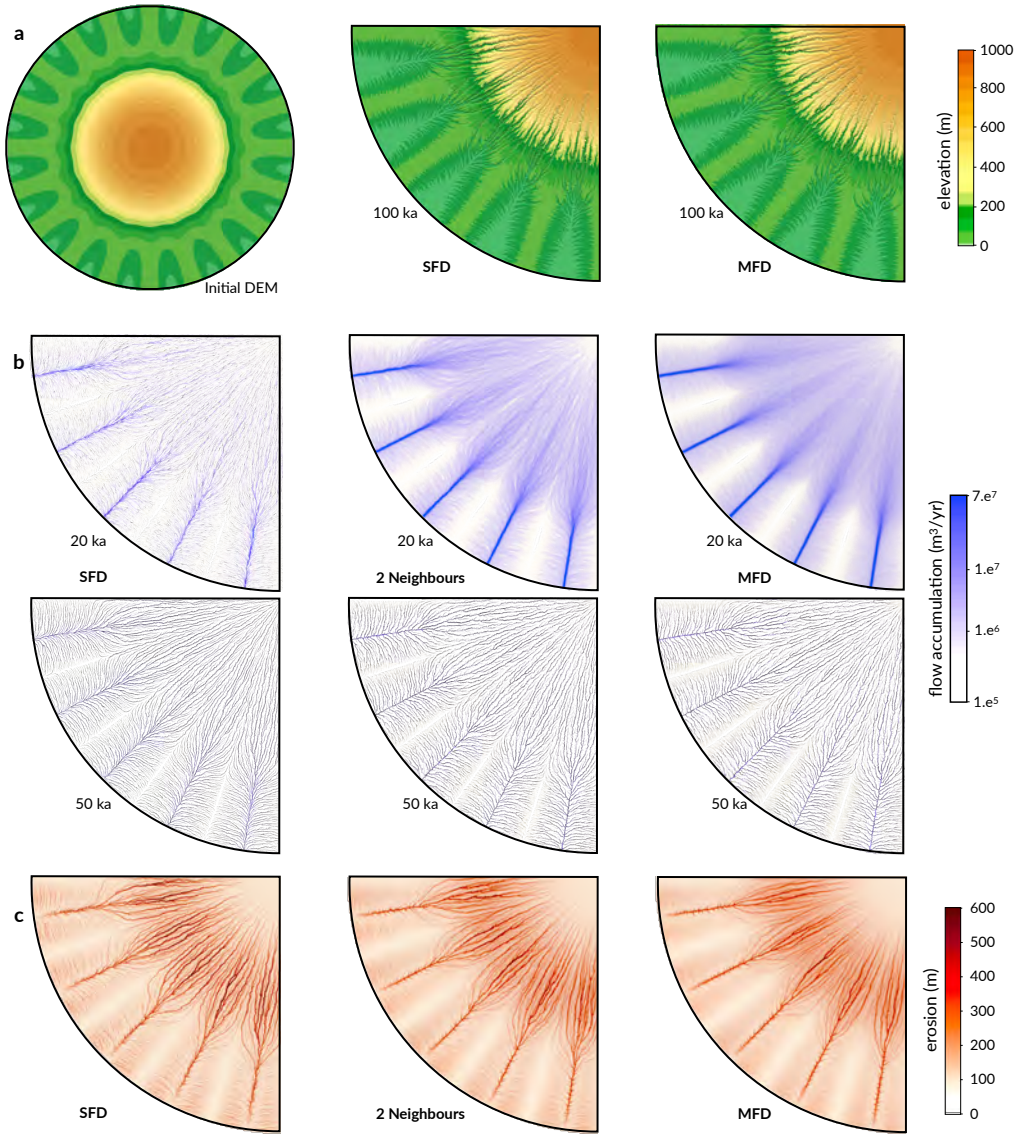 a
Initial DEM
100 ka
SFD
100 ka
MFD
elevation (m)
1000
800
600
400
200
0
b
20 ka
SFD
20 ka
2 Neighbours
20 ka
MFD
50 ka
50 ka
50 ka
flow accumulation (m³/yr)
7.e⁷
1.e⁷
1.e⁶
1.e⁵
c
SFD
2 Neighbours
MFD
erosion (m)
600
500
400
300
200
100
0